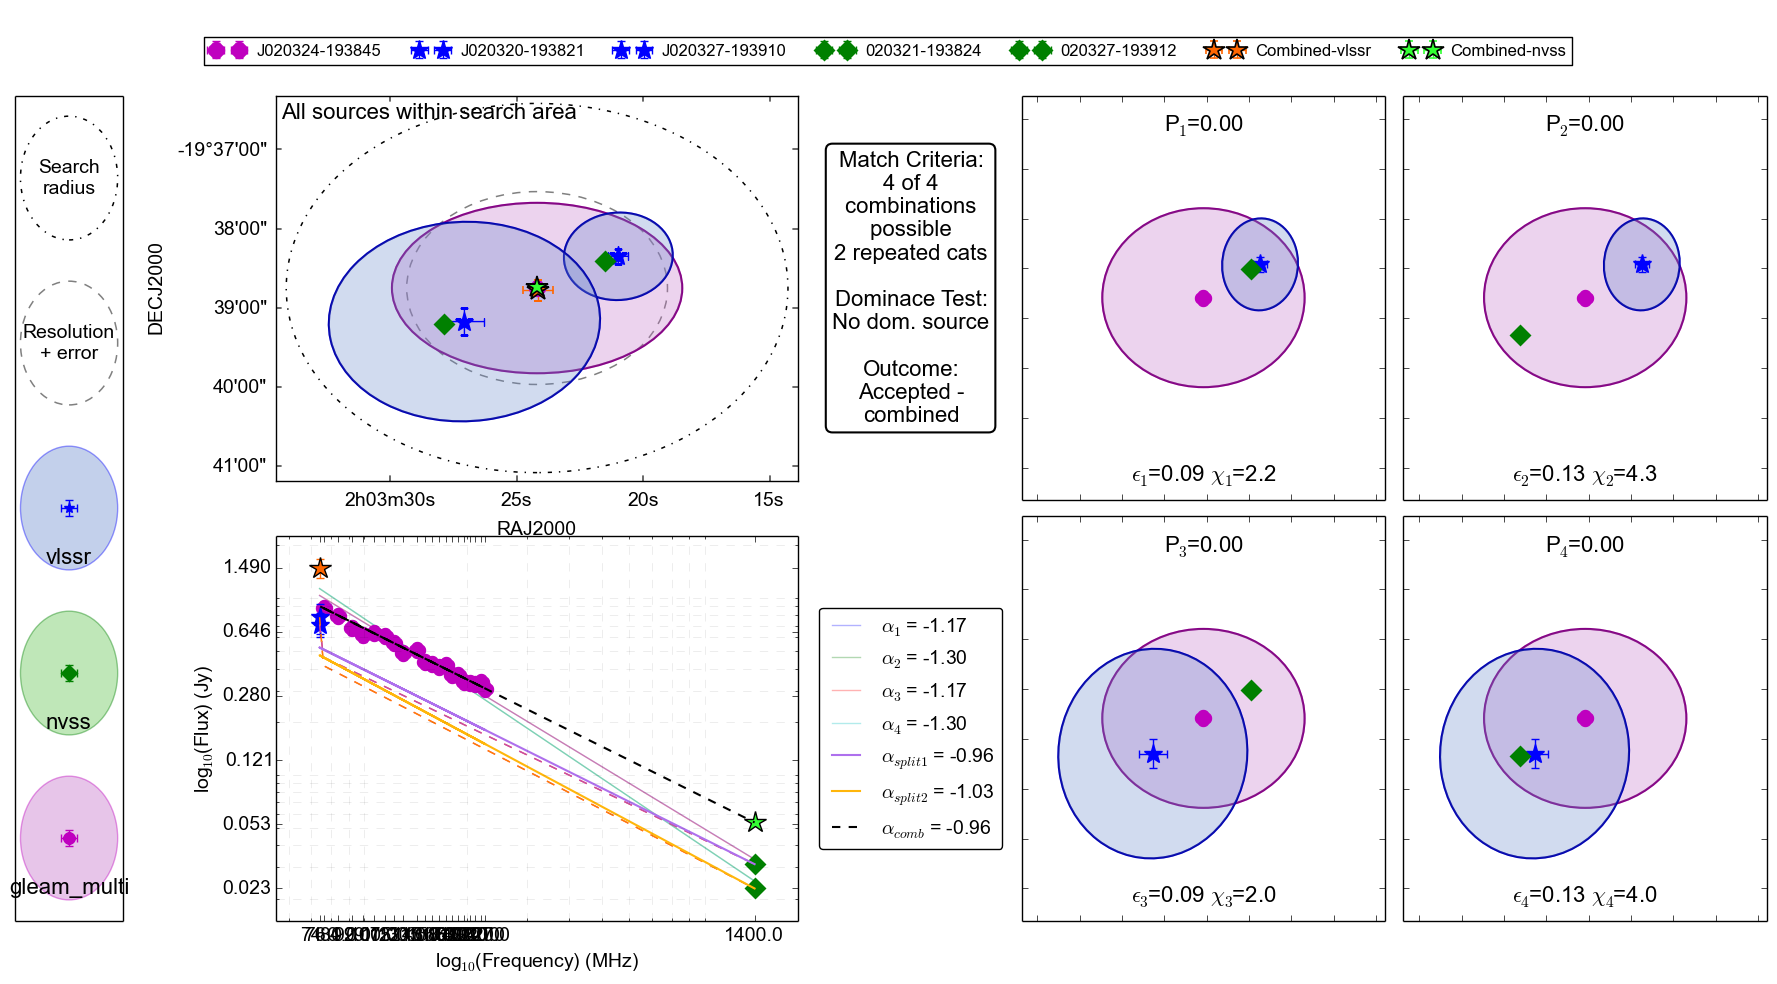 J020324-193845 J020320-193821 J020327-193910 020321-193824 020327-193912 Combined-vlssr Combined-nvss
Search
radius
Resolution
+ error
vlssr
nvss
gleam_multi
All sources within search area
DECJ2000
-19°37'00"
38'00"
39'00"
40'00"
41'00"
2h03m30s 25s 20s 15s
RAJ2000
Match Criteria:
4 of 4
combinations
possible
2 repeated cats
Dominace Test:
No dom. source
Outcome:
Accepted -
combined
P1=0.00
ϵ1=0.09 χ1=2.2
P2=0.00
ϵ2=0.13 χ2=4.3
P3=0.00
ϵ3=0.09 χ3=2.0
P4=0.00
ϵ4=0.13 χ4=4.0
log10(Flux) (Jy)
1.490
0.646
0.280
0.121
0.053
0.023
1400.0
log10(Frequency) (MHz)
α1 = -1.17
α2 = -1.30
α3 = -1.17
α4 = -1.30
αsplit1 = -0.96
αsplit2 = -1.03
αcomb = -0.96